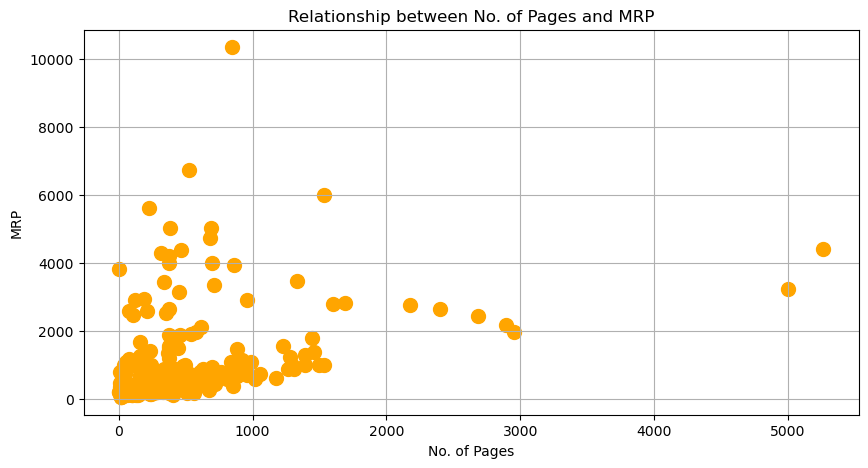 Relationship between No. of Pages and MRP
10000
8000
6000
4000
2000
0
MRP
0 1000 2000 3000 4000 5000
No. of Pages